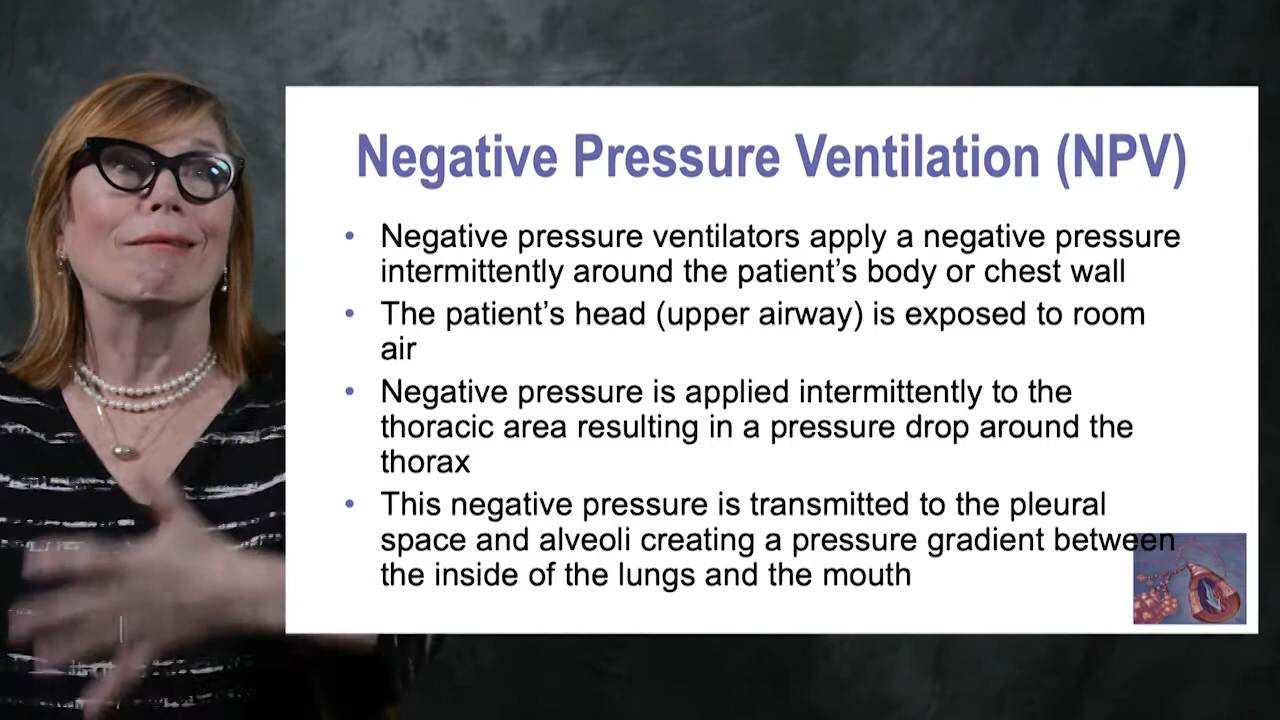 Negative Pressure Ventilation (NPV)
• Negative pressure ventilators apply a negative pressure
intermittently around the patient’s body or chest wall
• The patient’s head (upper airway) is exposed to room
air
• Negative pressure is applied intermittently to the
thoracic area resulting in a pressure drop around the
thorax
• This negative pressure is transmitted to the pleural
space and alveoli creating a pressure gradient between
the inside of the lungs and the mouth